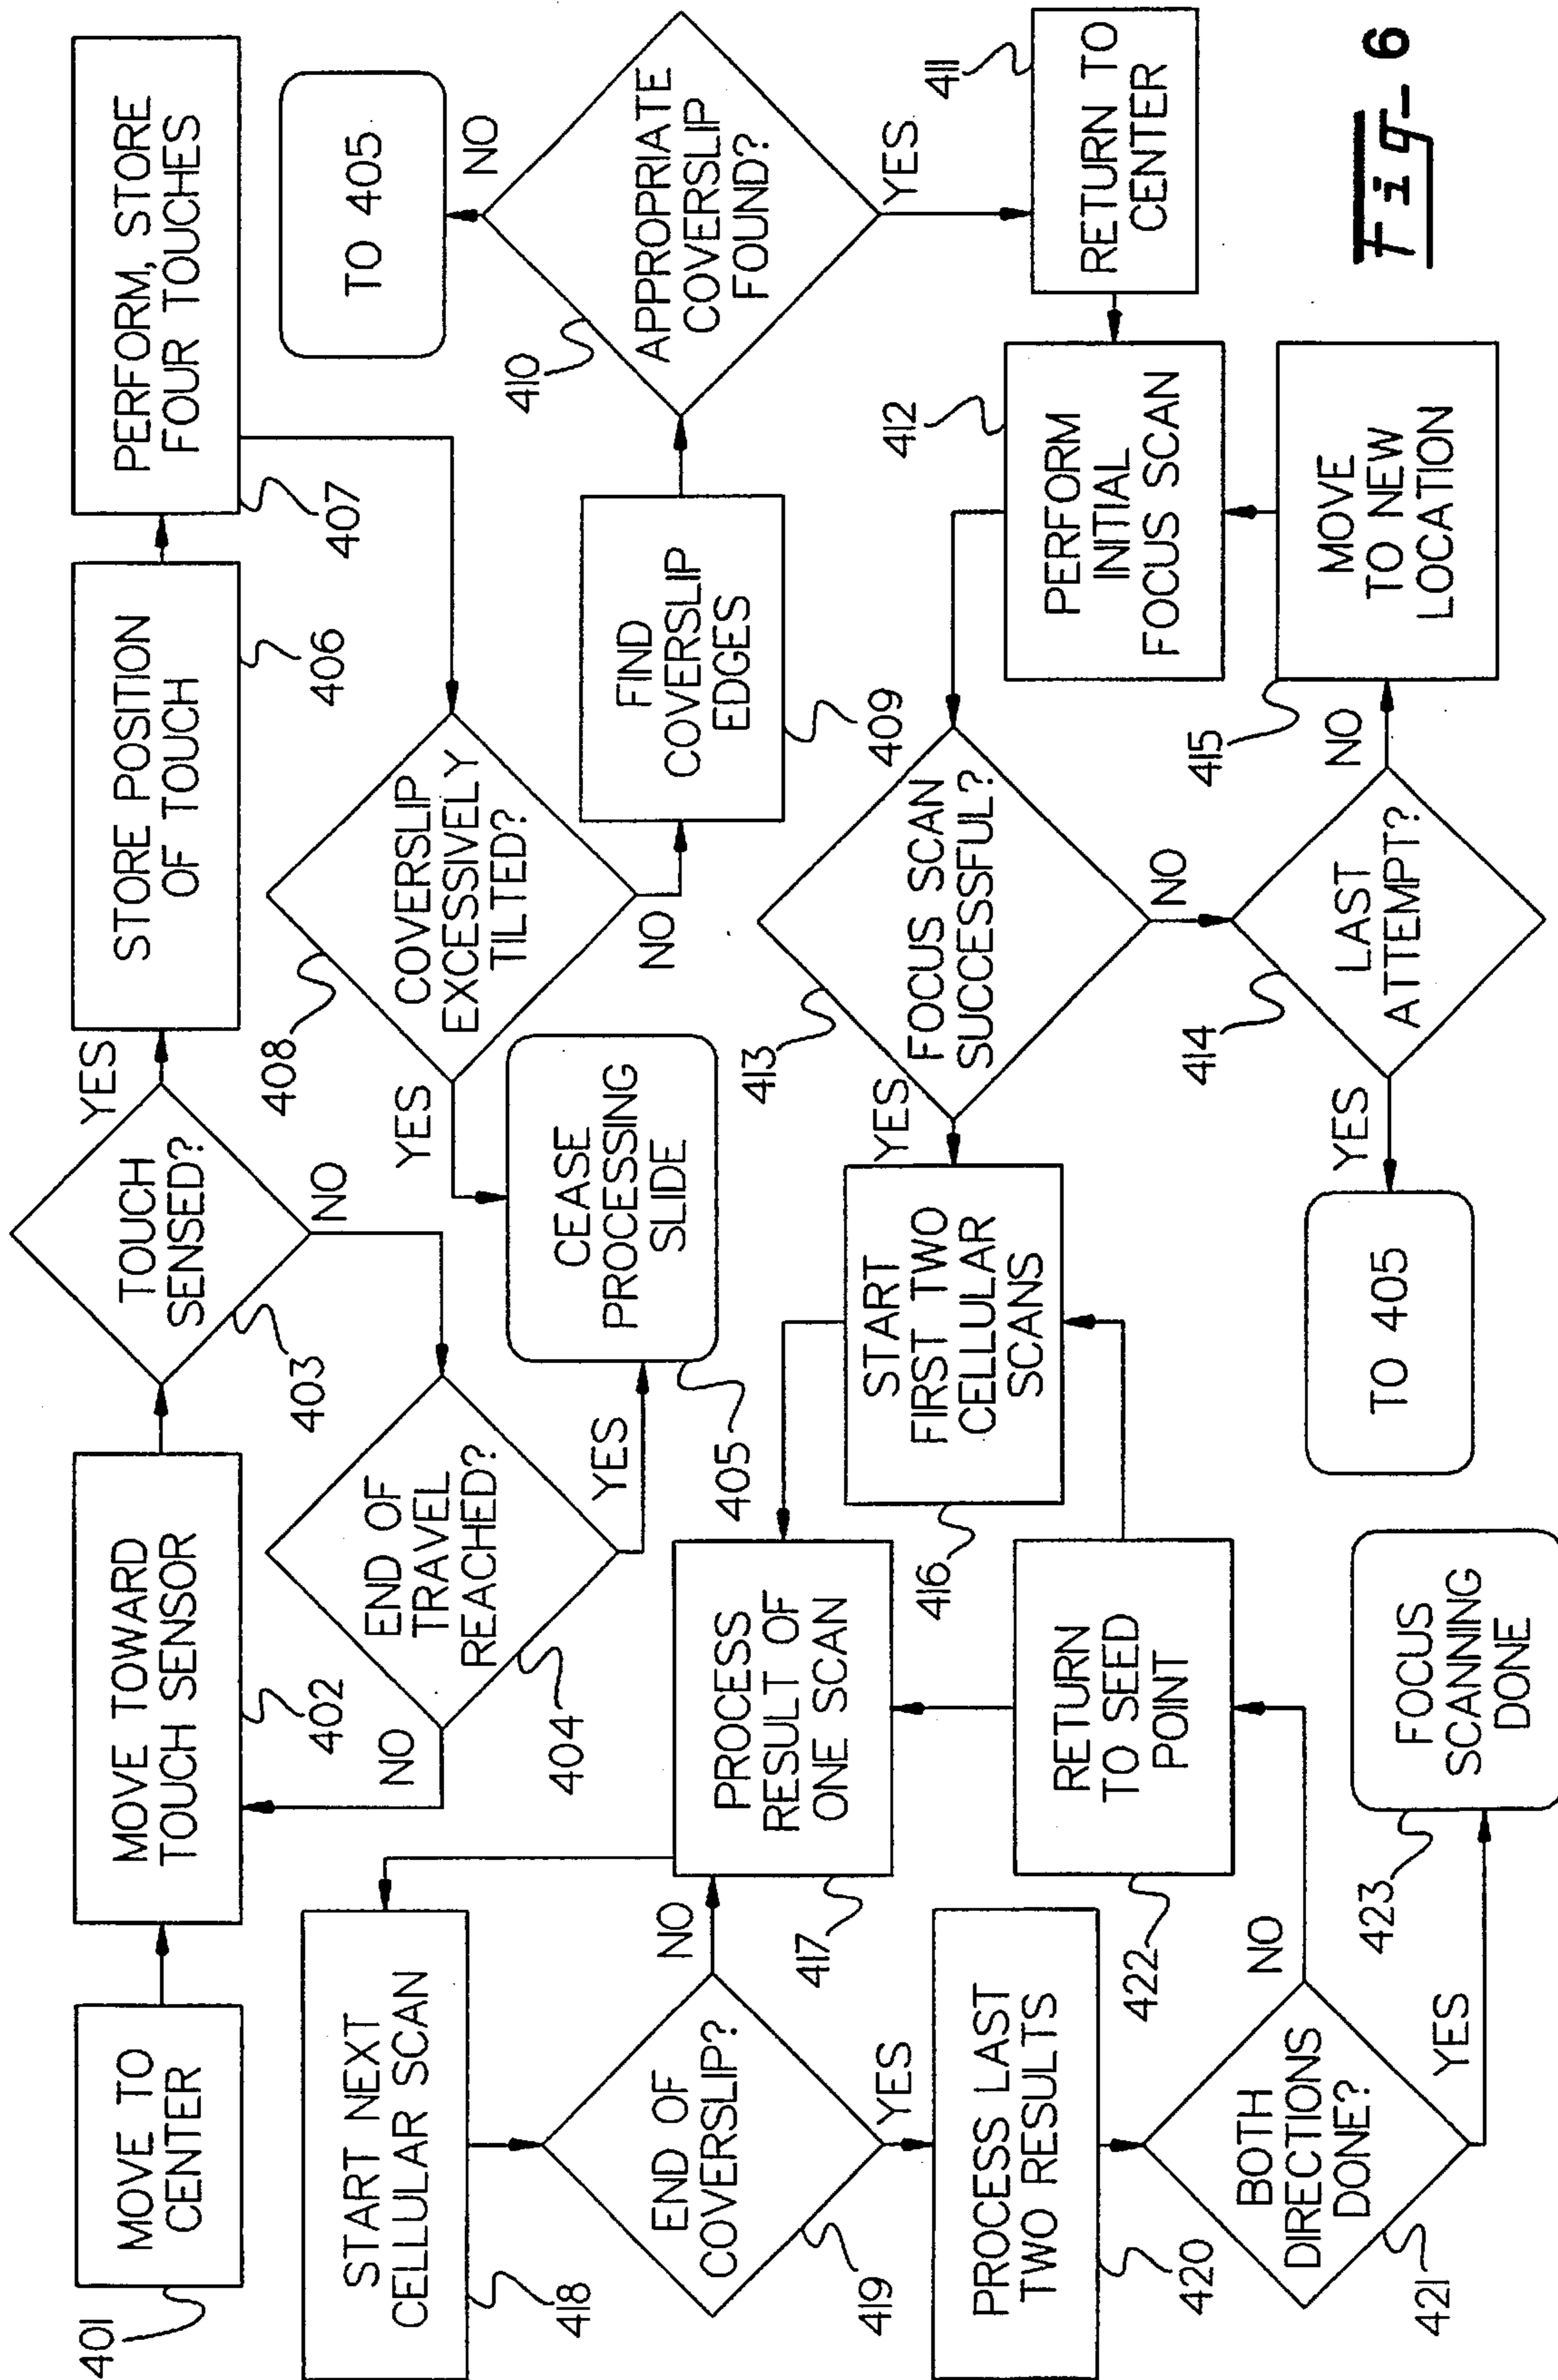 401
MOVE TO
CENTER
MOVE TOWARD
TOUCH SENSOR
402
TOUCH
SENSED?
403
YES
NO
STORE POSITION
OF TOUCH
406
PERFORM, STORE
FOUR TOUCHES
407
END OF
TRAVEL
REACHED?
404
NO
YES
CEASE
PROCESSING
SLIDE
405
COVERSLIP
EXCESSIVELY
TILTED?
408
YES
NO
FIND
COVERSLIP
EDGES
409
APPROPRIATE
COVERSLIP
FOUND?
410
NO
TO 405
YES
RETURN TO
CENTER
411
PERFORM
INITIAL
FOCUS SCAN
412
FOCUS SCAN
SUCCESSFUL?
413
YES
NO
LAST
ATTEMPT?
414
NO
MOVE
TO NEW
LOCATION
415
YES
TO 405
START
FIRST TWO
CELLULAR
SCANS
416
PROCESS
RESULT OF
ONE SCAN
417
START NEXT
CELLULAR SCAN
418
END OF
COVERSLIP?
419
NO
YES
PROCESS LAST
TWO RESULTS
420
BOTH
DIRECTIONS
DONE?
421
NO
RETURN
TO SEED
POINT
422
YES
FOCUS
SCANNING
DONE
423
Fig-6